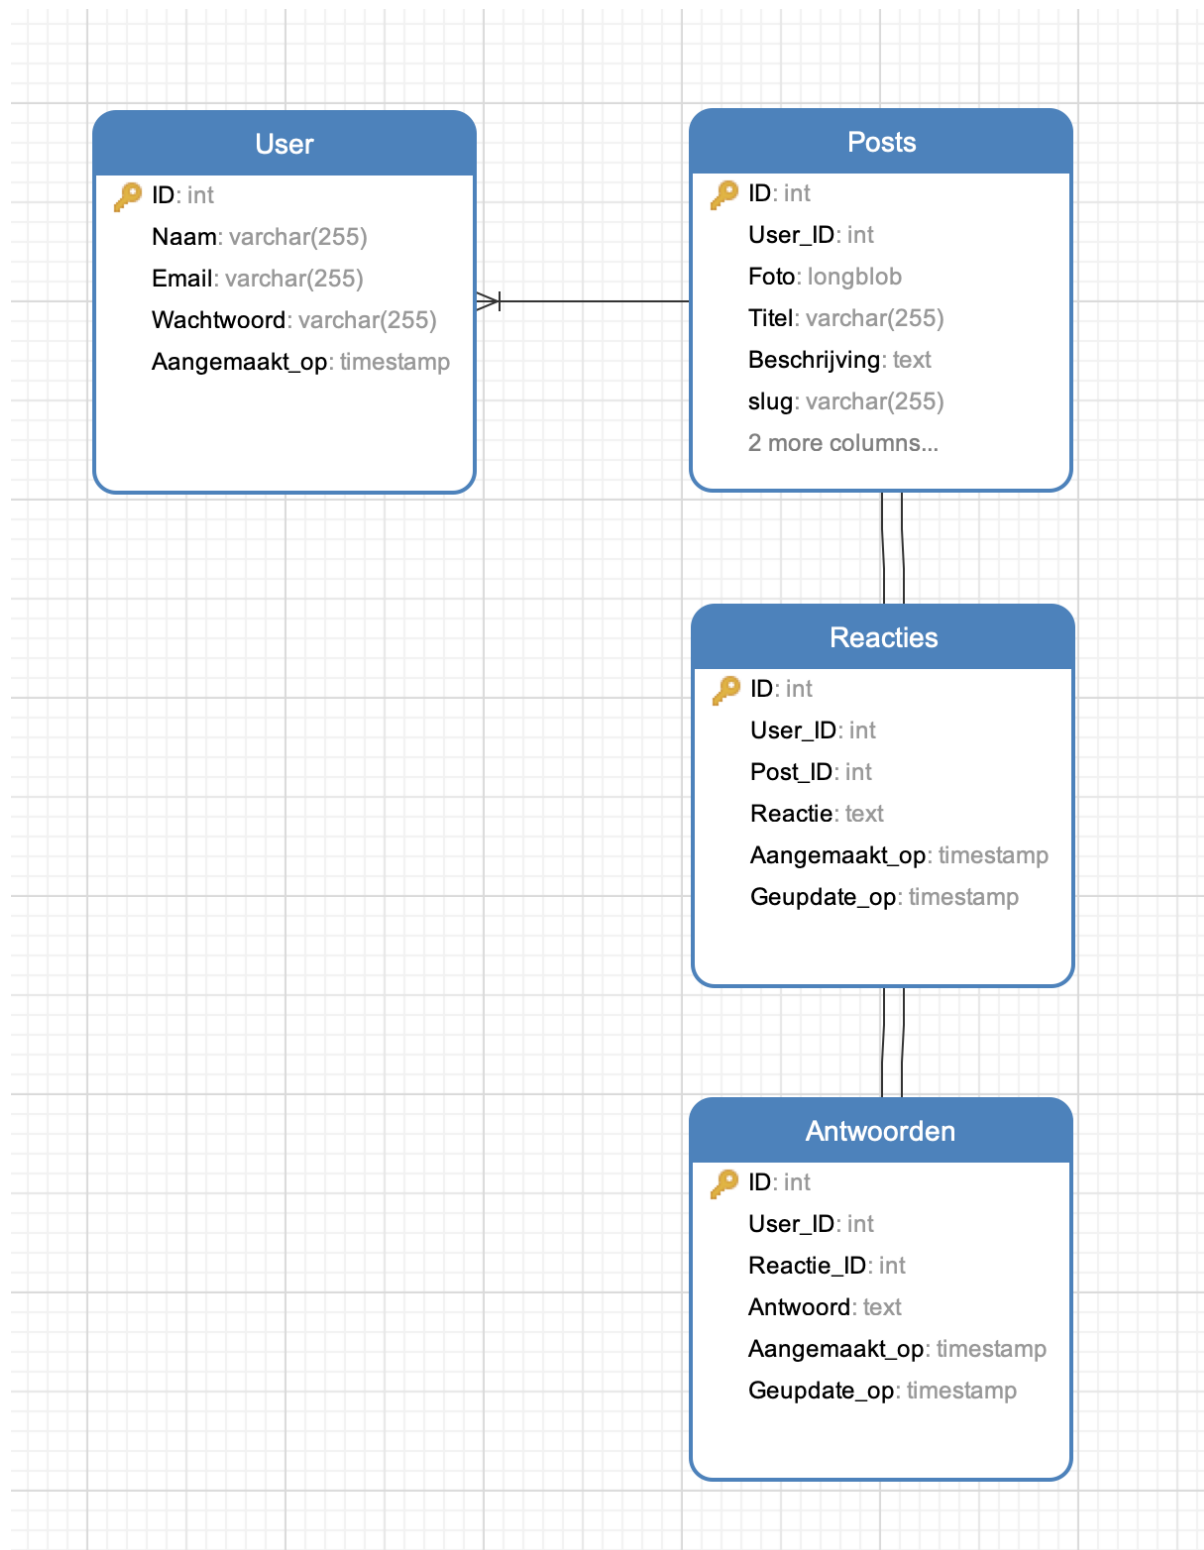 User
ID: int
Naam: varchar(255)
Email: varchar(255)
Wachtwoord: varchar(255)
Aangemaakt_op: timestamp
Posts
ID: int
User_ID: int
Foto: longblob
Titel: varchar(255)
Beschrijving: text
slug: varchar(255)
2 more columns...
Reacties
ID: int
User_ID: int
Post_ID: int
Reactie: text
Aangemaakt_op: timestamp
Geupdate_op: timestamp
Antwoorden
ID: int
User_ID: int
Reactie_ID: int
Antwoord: text
Aangemaakt_op: timestamp
Geupdate_op: timestamp